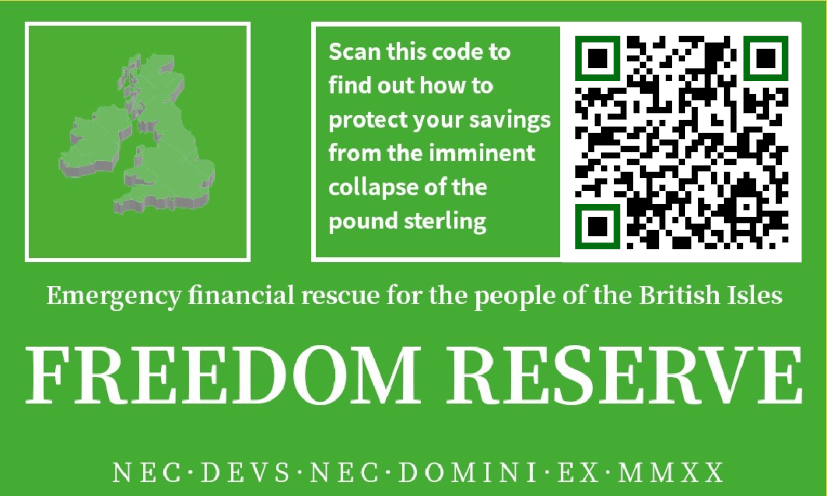 Scan this code to
find out how to
protect your savings
from the imminent
collapse of the
pound sterling
Emergency financial rescue for the people of the British Isles
FREEDOM RESERVE
NEC·DEVS·NEC·DOMINI·EX·MMXX